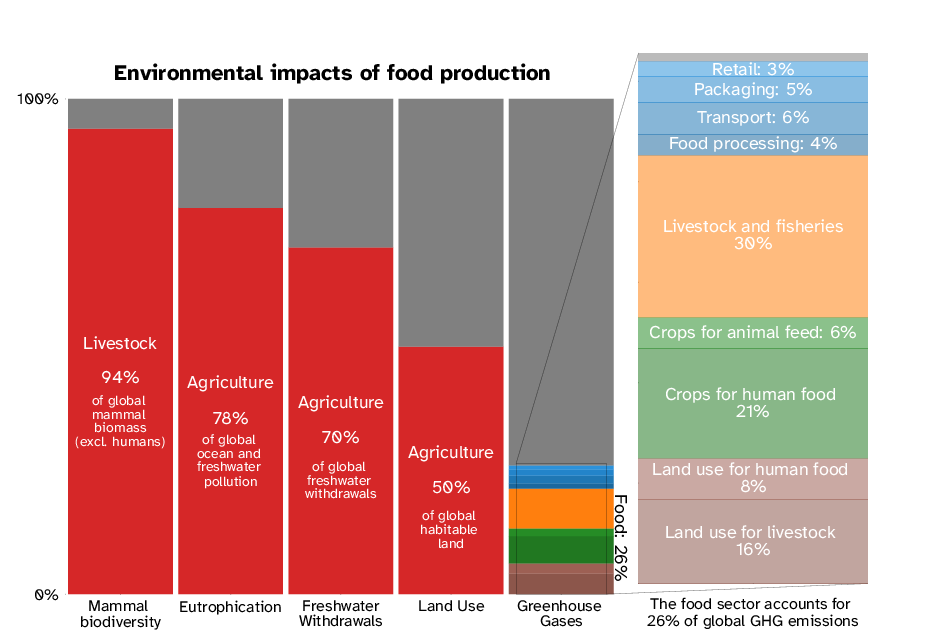 Environmental impacts of food production
100%
0%
Livestock
94%
of global
mammal
biomass
(excl. humans)
Mammal
biodiversity
Agriculture
78%
of global
ocean and
freshwater
pollution
Eutrophication
Agriculture
70%
of global
freshwater
withdrawals
Freshwater
Withdrawals
Agriculture
50%
of global
habitable
land
Land Use
Food: 26%
Greenhouse
Gases
Retail: 3%
Packaging: 5%
Transport: 6%
Food processing: 4%
Livestock and fisheries
30%
Crops for animal feed: 6%
Crops for human food
21%
Land use for human food
8%
Land use for livestock
16%
The food sector accounts for
26% of global GHG emissions